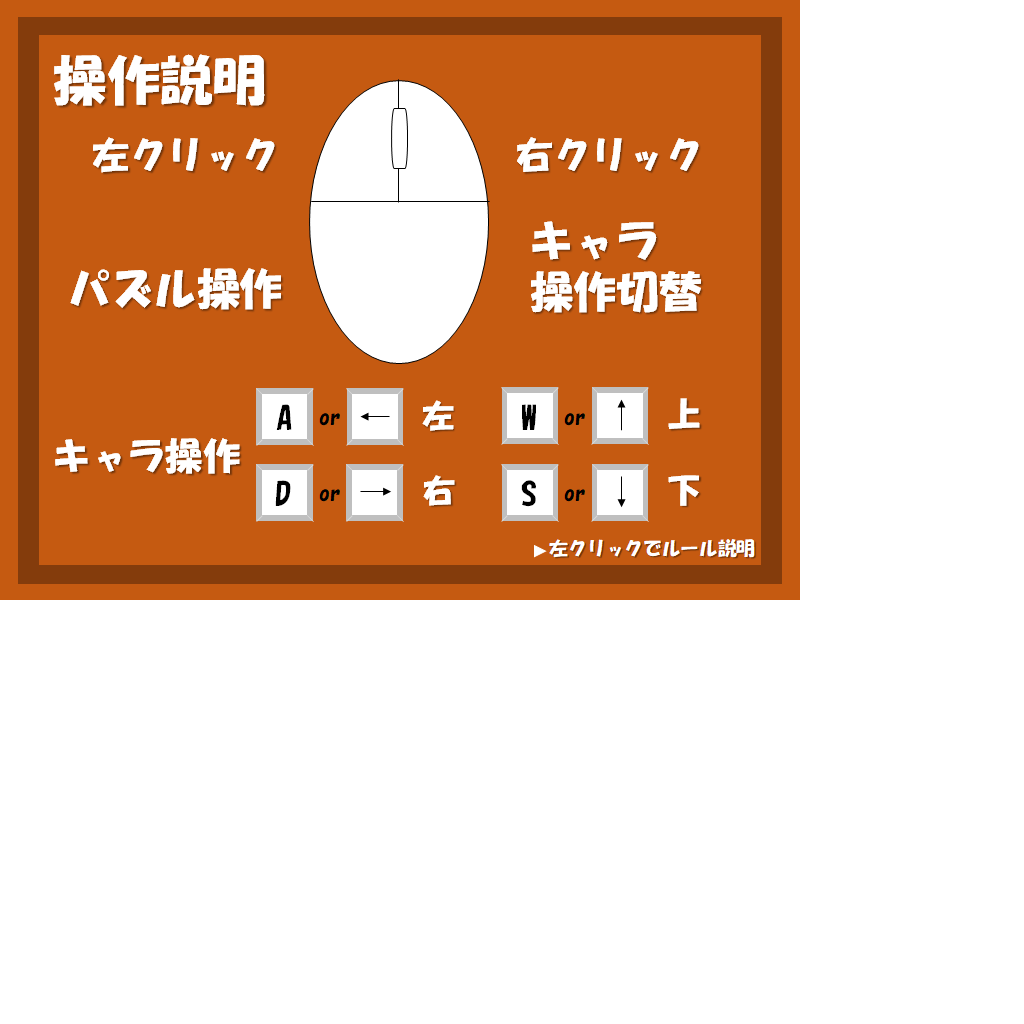 操作説明
左クリック
右クリック
パズル操作
キャラ
操作切替
キャラ操作
A or ← 左
W or ↑ 上
D or → 右
S or ↓ 下
▶左クリックでルール説明